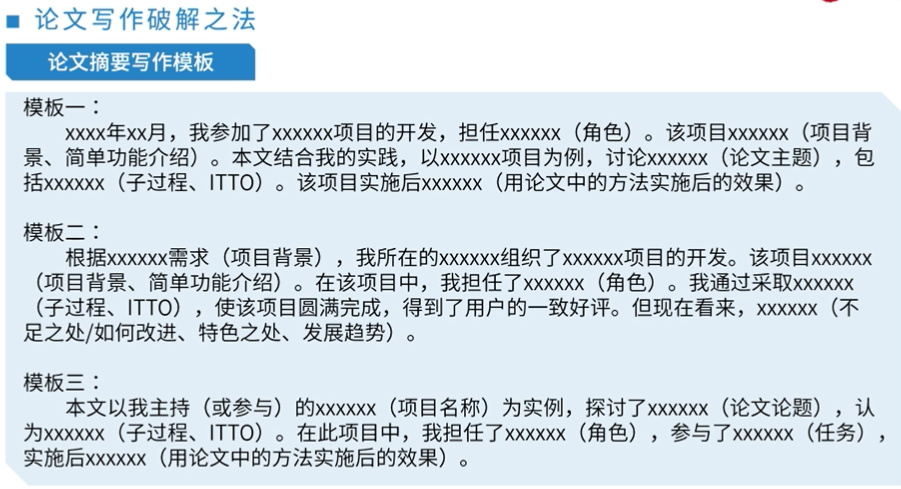 论文写作破解之法
论文摘要写作模板
模板一：
xxxx年xx月，我参加了xxxxxx项目的开发，担任xxxxxx（角色）。该项目xxxxxx（项目背
景、简单功能介绍）。本文结合我的实践，以xxxxxx项目为例，讨论xxxxxx（论文主题），包
括xxxxxx（子过程、ITTO）。该项目实施后xxxxxx（用论文中的方法实施后的效果）。
模板二：
根据xxxxxx需求（项目背景），我所在的xxxxxx组织了xxxxxx项目的开发。该项目xxxxxx
（项目背景、简单功能介绍）。在该项目中，我担任了xxxxxx（角色）。我通过采取xxxxxx
（子过程、ITTO），使该项目圆满完成，得到了用户的一致好评。但现在看来，xxxxxx（不
足之处/如何改进、特色之处、发展趋势）。
模板三：
本文以我主持（或参与）的xxxxxx（项目名称）为实例，探讨了xxxxxx（论文论题），认
为xxxxxx（子过程、ITTO）。在此项目中，我担任了xxxxxx（角色），参与了xxxxxx（任务），
实施后xxxxxx（用论文中的方法实施后的效果）。